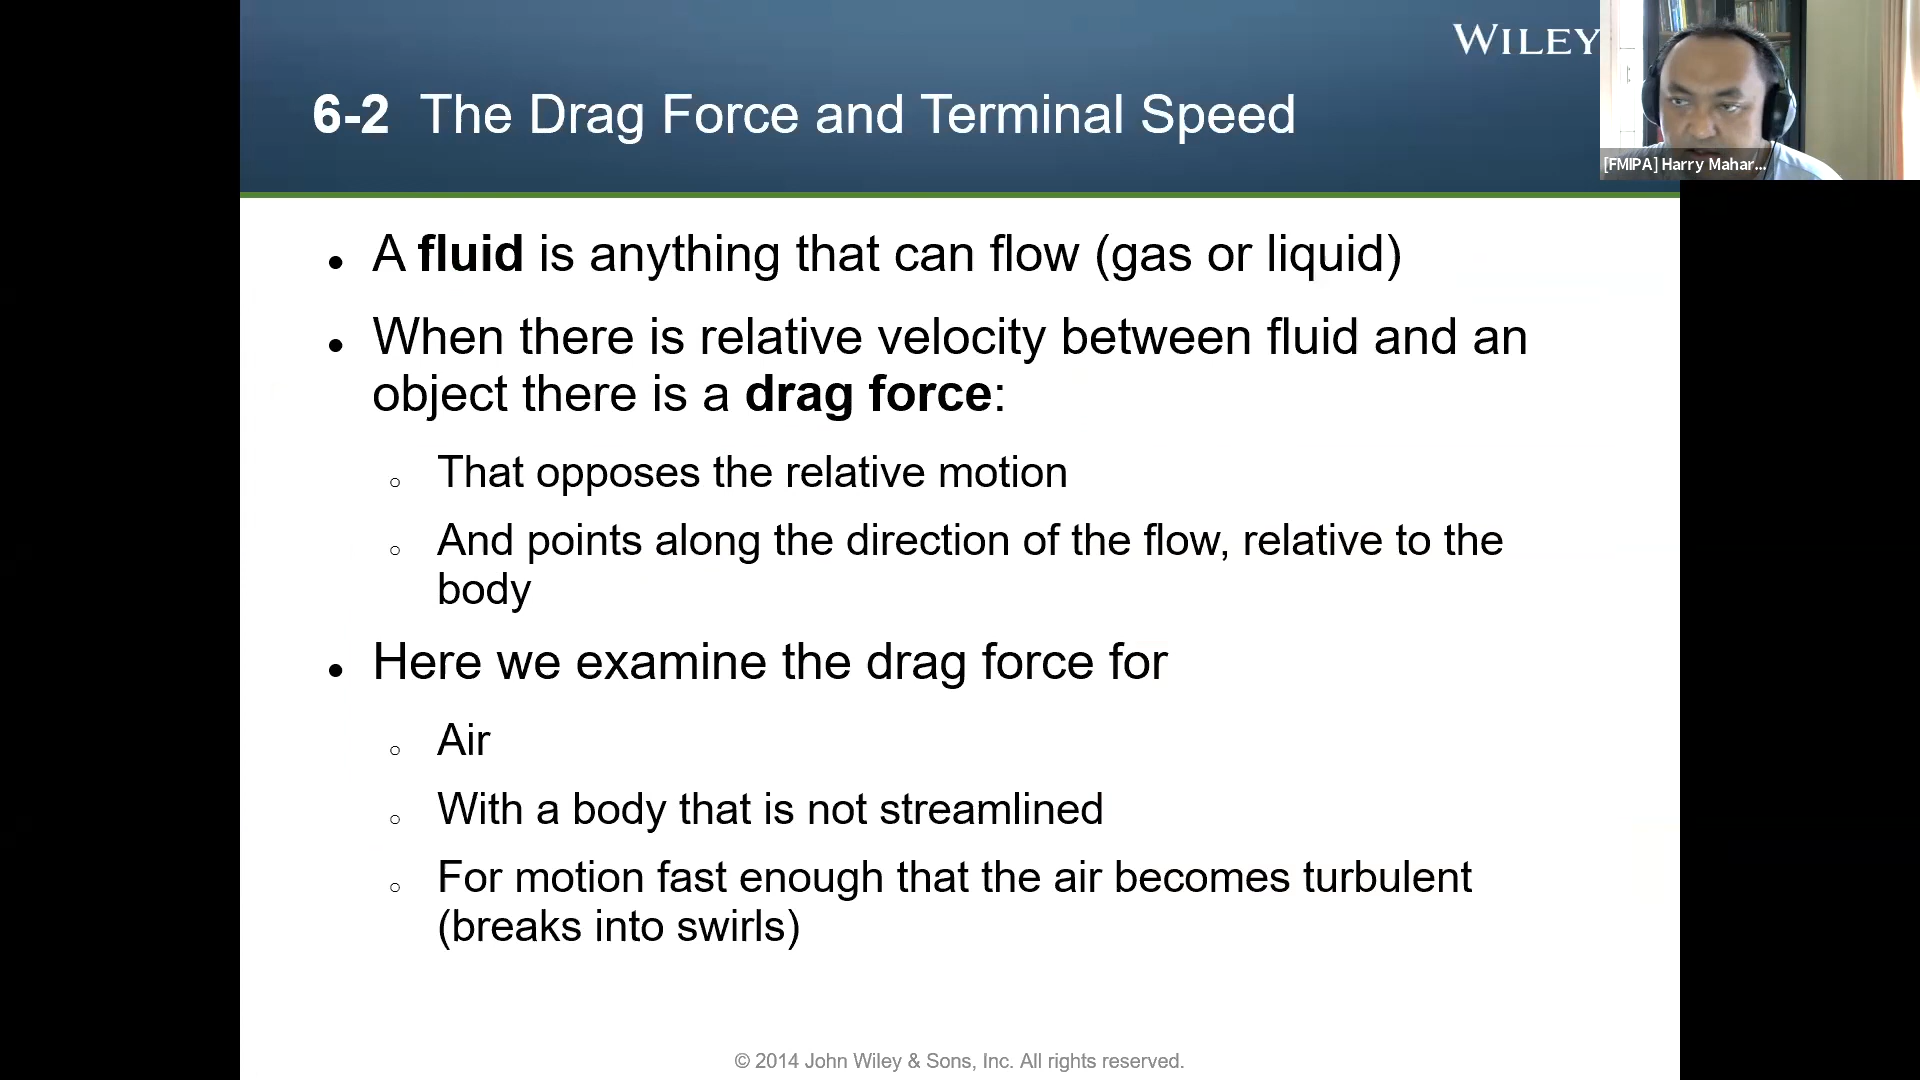 WILEY
6-2 The Drag Force and Terminal Speed
[FMIPA] Harry Mahar...
● A fluid is anything that can flow (gas or liquid)
● When there is relative velocity between fluid and an
object there is a drag force:
○ That opposes the relative motion
○ And points along the direction of the flow, relative to the
body
● Here we examine the drag force for
○ Air
○ With a body that is not streamlined
○ For motion fast enough that the air becomes turbulent
(breaks into swirls)
© 2014 John Wiley & Sons, Inc. All rights reserved.